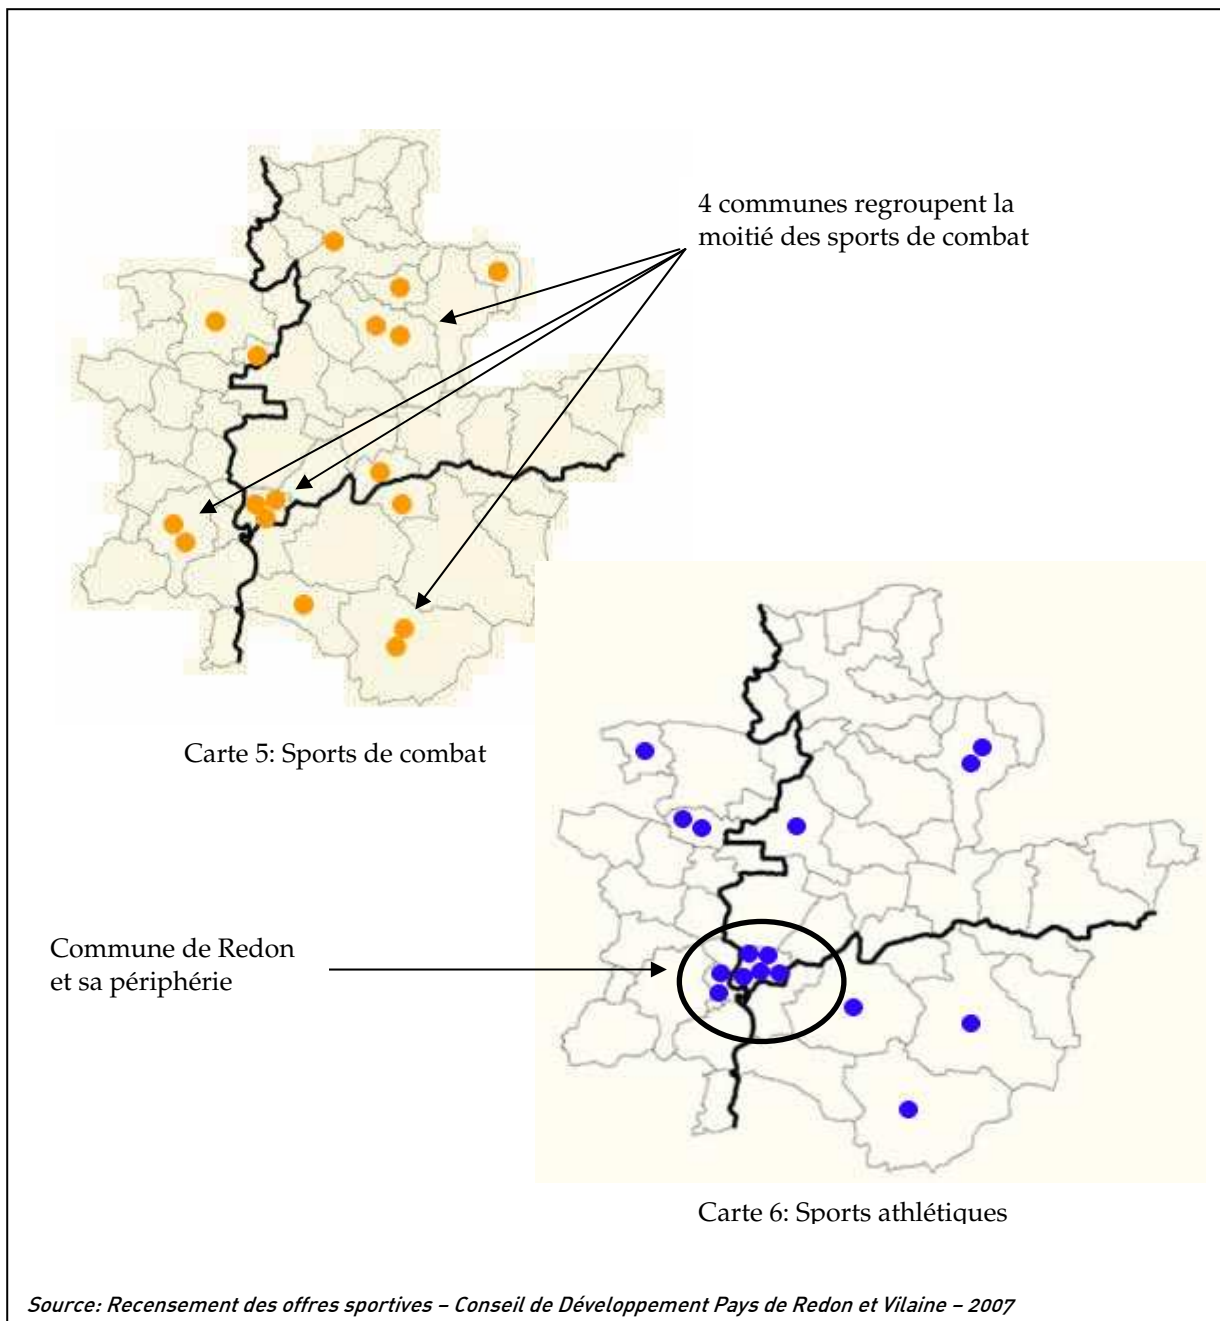 4 communes regroupent la
moitié des sports de combat
Carte 5: Sports de combat
Commune de Redon
et sa périphérie
Carte 6: Sports athlétiques
Source: Recensement des offres sportives – Conseil de Développement Pays de Redon et Vilaine – 2007